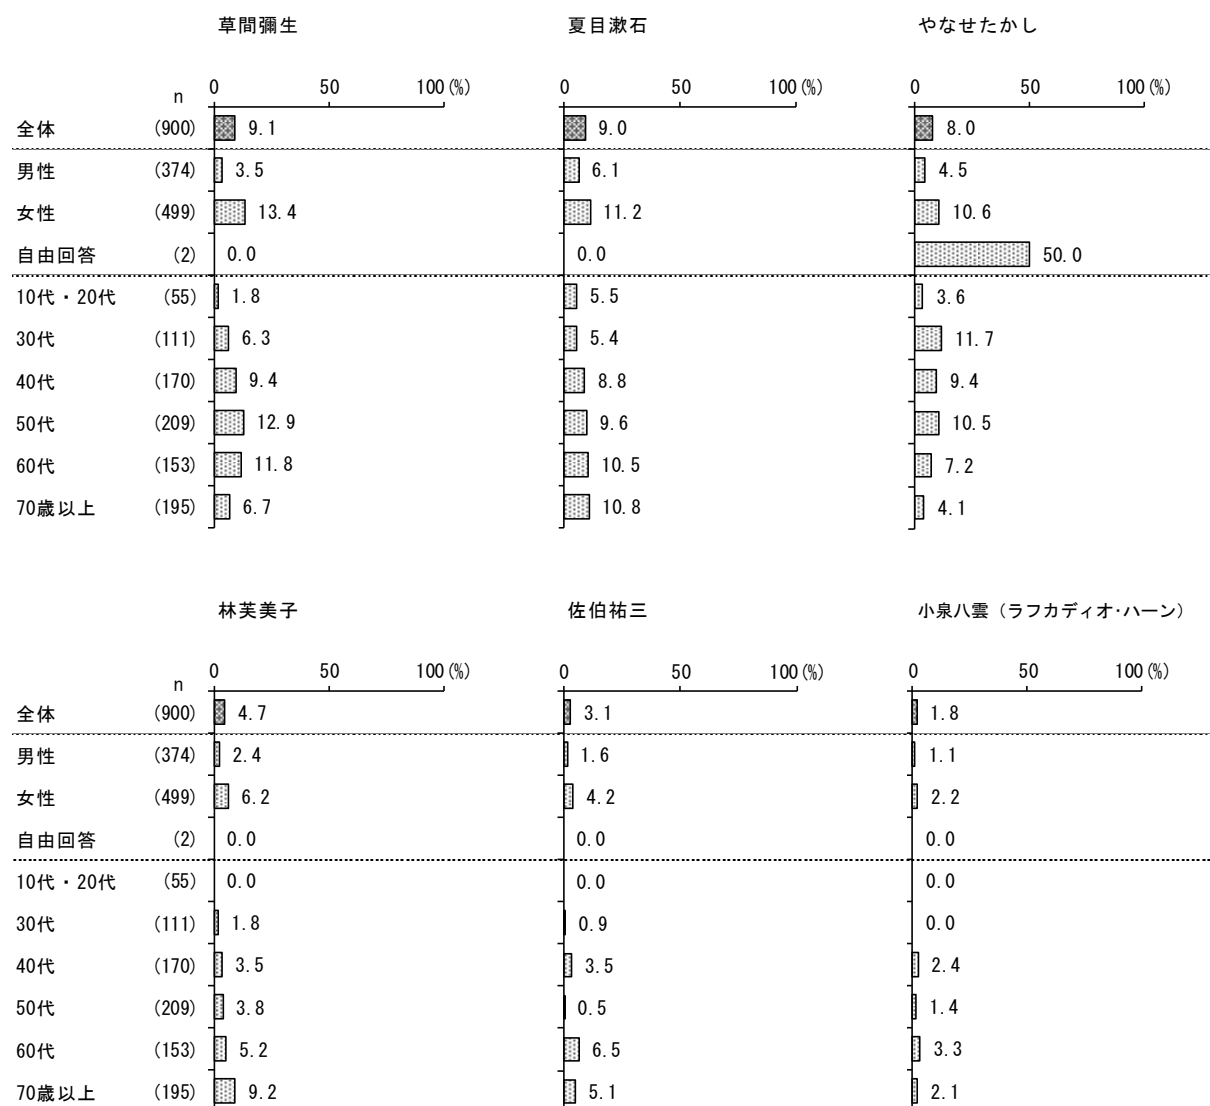 草間彌生 夏目漱石 やなせたかし
n 0 50 100(%) 0 50 100(%) 0 50 100(%)
全体 (900) 9.1 9.0 8.0
男性 (374) 3.5 6.1 4.5
女性 (499) 13.4 11.2 10.6
自由回答 (2) 0.0 0.0 50.0
10代・20代 (55) 1.8 5.5 3.6
30代 (111) 6.3 5.4 11.7
40代 (170) 9.4 8.8 9.4
50代 (209) 12.9 9.6 10.5
60代 (153) 11.8 10.5 7.2
70歳以上 (195) 6.7 10.8 4.1
林芙美子 佐伯祐三 小泉八雲（ラフカディオ・ハーン）
n 0 50 100(%) 0 50 100(%) 0 50 100(%)
全体 (900) 4.7 3.1 1.8
男性 (374) 2.4 1.6 1.1
女性 (499) 6.2 4.2 2.2
自由回答 (2) 0.0 0.0 0.0
10代・20代 (55) 0.0 0.0 0.0
30代 (111) 1.8 0.9 0.0
40代 (170) 3.5 3.5 2.4
50代 (209) 3.8 0.5 1.4
60代 (153) 5.2 6.5 3.3
70歳以上 (195) 9.2 5.1 2.1